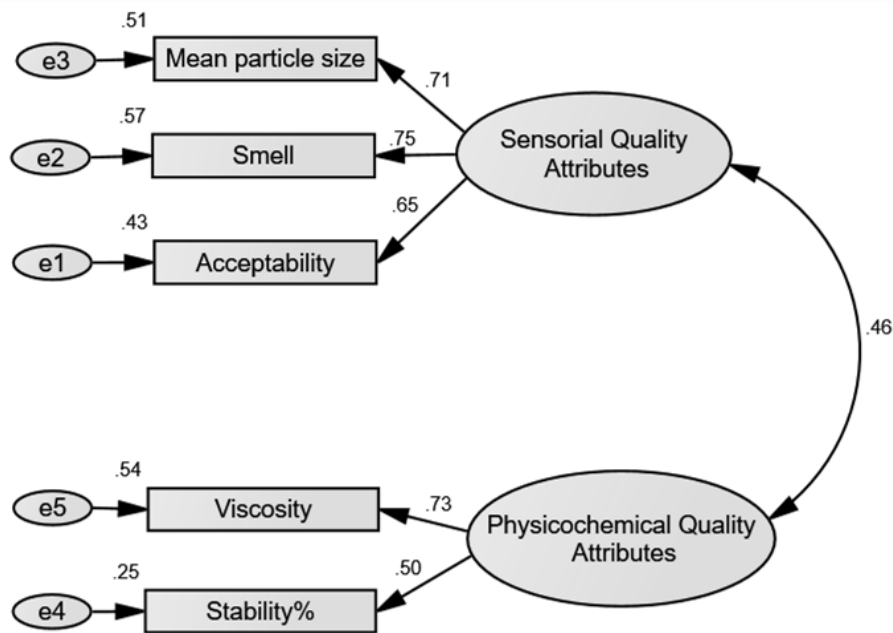 .51
e3
Mean particle size
.71
.57
e2
Smell
.75
Sensorial Quality
Attributes
.65
.43
e1
Acceptability
.46
.54
e5
Viscosity
.73
Physicochemical Quality
Attributes
.50
.25
e4
Stability%